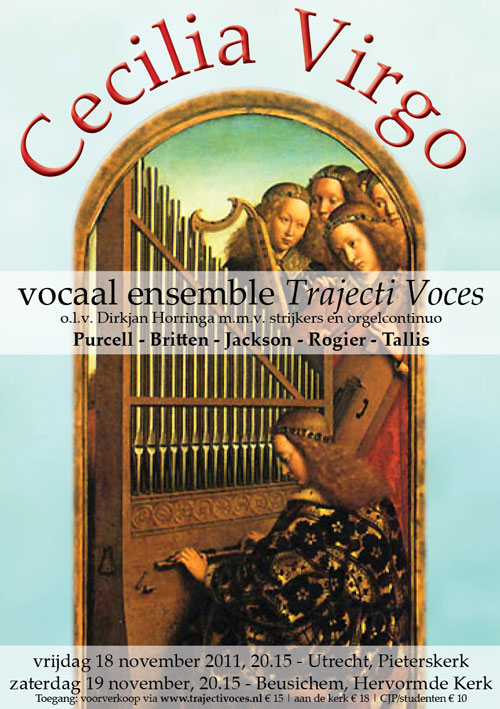 Cecilia Virgo
vocaal ensemble Trajecti Voces
o.l.v. Dirkjan Horringa m.m.v. strijkers en orgelcontinuo
Purcell - Britten - Jackson - Rogier - Tallis
vrijdag 18 november 2011, 20.15 - Utrecht, Pieterskerk
zaterdag 19 november, 20.15 - Beusichem, Hervormde Kerk
Toegang: voorverkoop via www.trajectivoces.nl € 15 | aan de kerk € 18 | CJP/studenten € 10